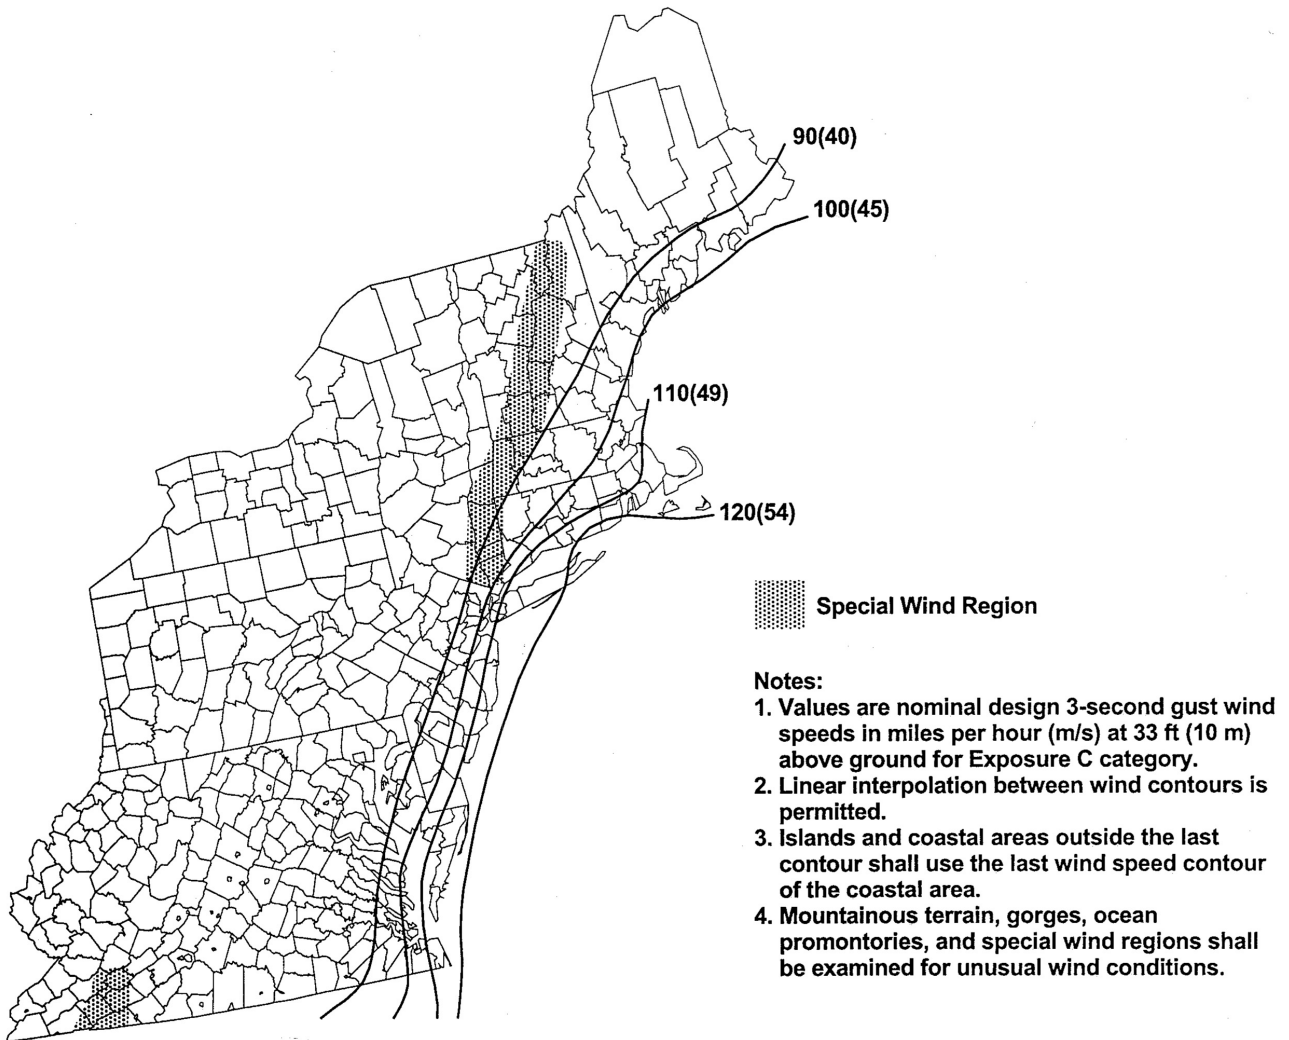 90(40)
100(45)
110(49)
120(54)
Special Wind Region
Notes:
1. Values are nominal design 3-second gust wind
speeds in miles per hour (m/s) at 33 ft (10 m)
above ground for Exposure C category.
2. Linear interpolation between wind contours is
permitted.
3. Islands and coastal areas outside the last
contour shall use the last wind speed contour
of the coastal area.
4. Mountainous terrain, gorges, ocean
promontories, and special wind regions shall
be examined for unusual wind conditions.